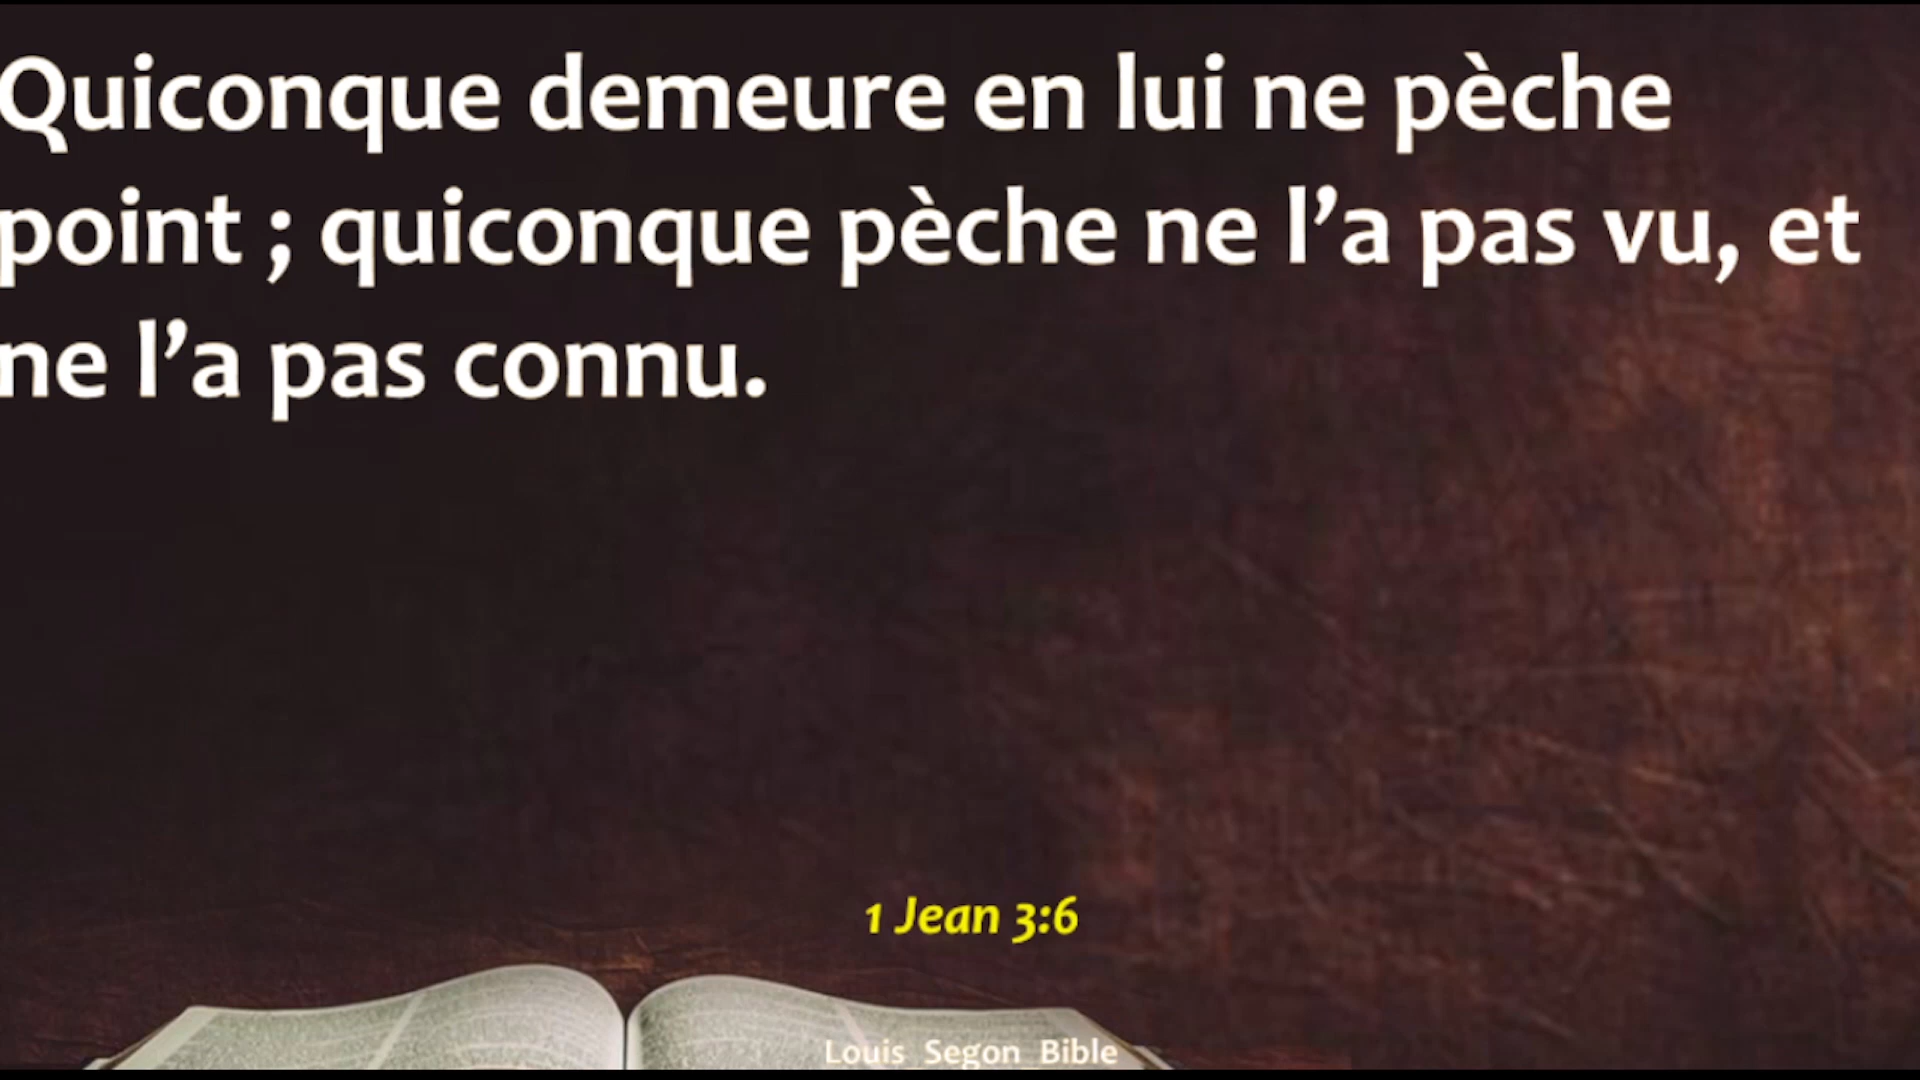 Quiconque demeure en lui ne pèche
point ; quiconque pèche ne l’a pas vu, et
ne l’a pas connu.
1 Jean 3:6
Louis Segon Bible